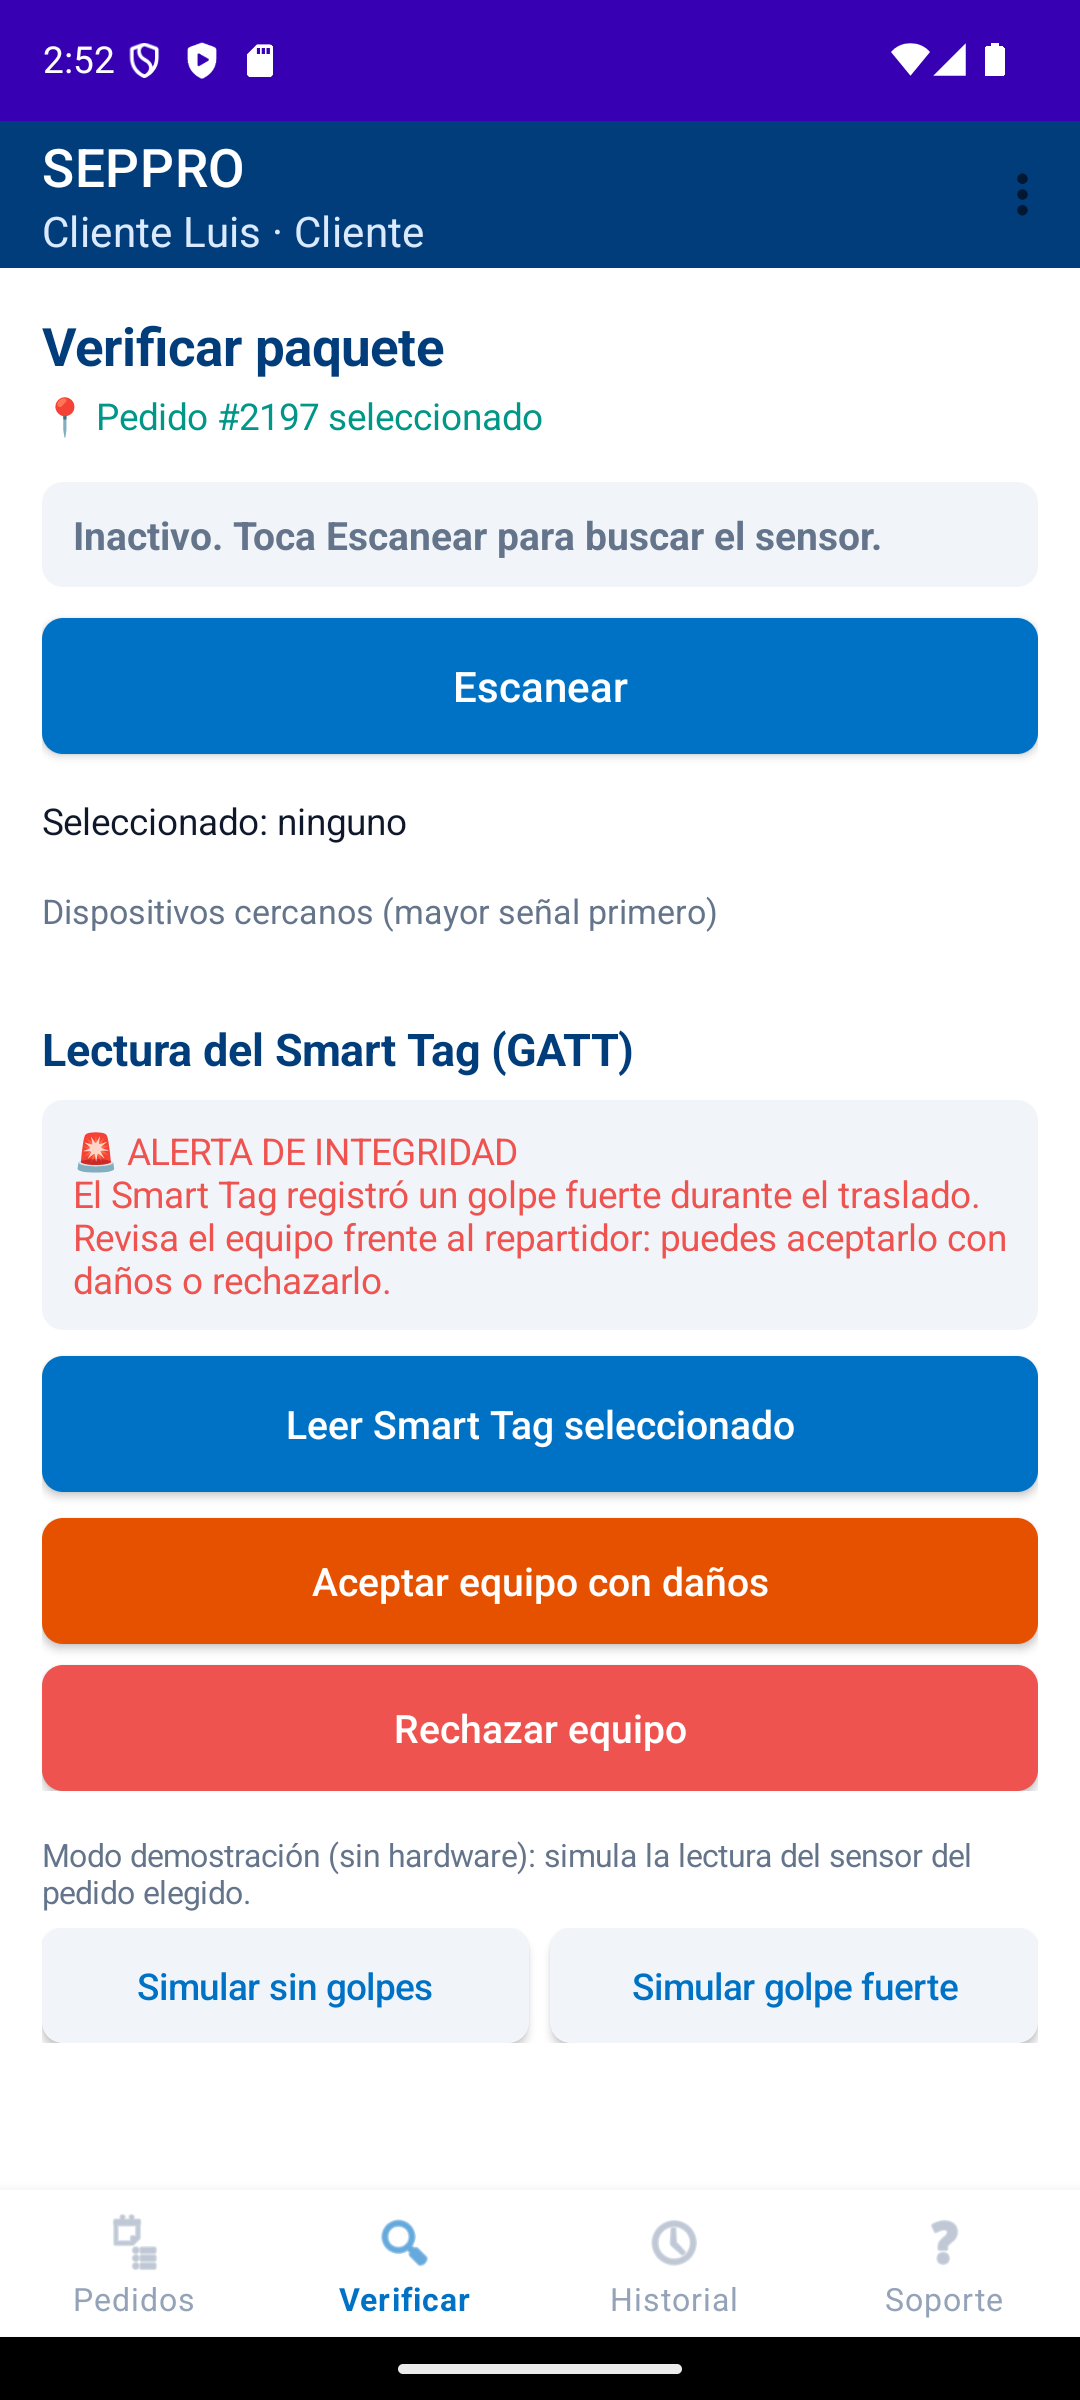 2:52
SEPPRO
Cliente Luis · Cliente
Verificar paquete
📍 Pedido #2197 seleccionado
Inactivo. Toca Escanear para buscar el sensor.
Escanear
Seleccionado: ninguno
Dispositivos cercanos (mayor señal primero)
Lectura del Smart Tag (GATT)
🚨 ALERTA DE INTEGRIDAD
El Smart Tag registró un golpe fuerte durante el traslado.
Revisa el equipo frente al repartidor: puedes aceptarlo con
daños o rechazarlo.
Leer Smart Tag seleccionado
Aceptar equipo con daños
Rechazar equipo
Modo demostración (sin hardware): simula la lectura del sensor del
pedido elegido.
Simular sin golpes
Simular golpe fuerte
Pedidos
Verificar
Historial
Soporte